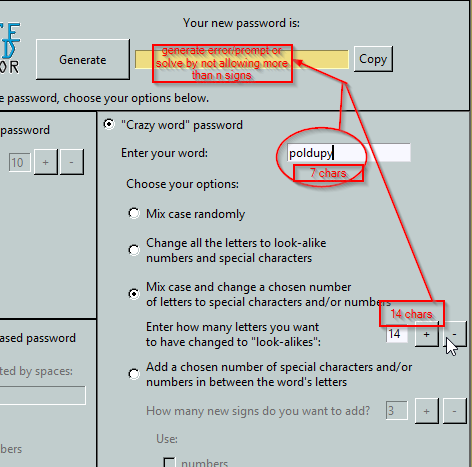 Your new password is:
Generate
generate error/prompt or
solve by not allowing more
than n signs
Copy
e password, choose your options below.
password
10 + -
"Crazy word" password
Enter your word:
poldupy
7 chars
Choose your options:
Mix case randomly
Change all the letters to look-alike
numbers and special characters
Mix case and change a chosen number
of letters to special characters and/or numbers
14 chars
Enter how many letters you want
to have changed to "look-alikes":
14 + -
ased password
ted by spaces:
Add a chosen number of special characters and/or
numbers in between the word's letters
How many new signs do you want to add?
3 + -
Use:
numbers
bers